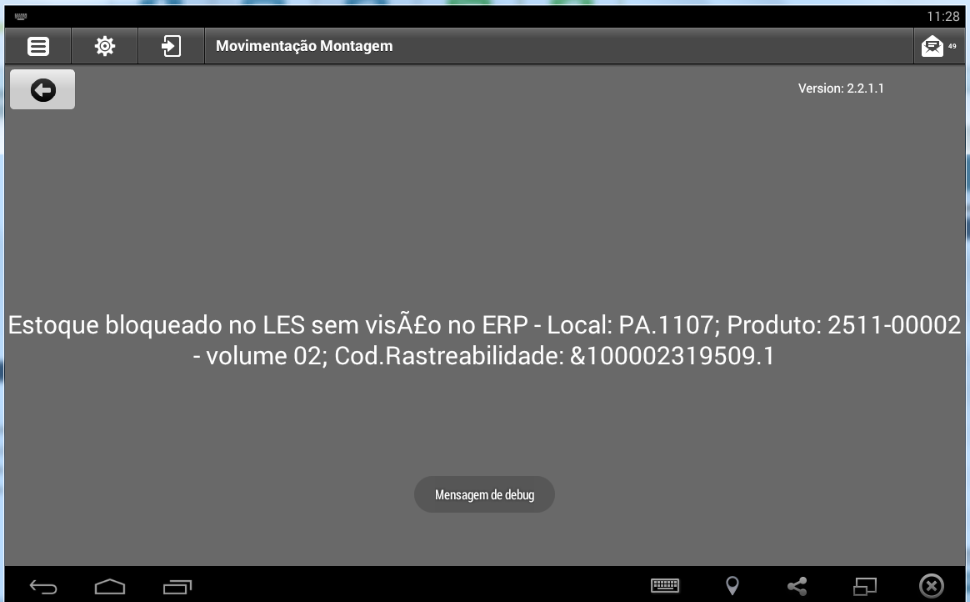 11:28
Movimentação Montagem
49
Version: 2.2.1.1
Estoque bloqueado no LES sem visÃ£o no ERP - Local: PA.1107; Produto: 2511-00002
- volume 02; Cod.Rastreabilidade: &100002319509.1
Mensagem de debug